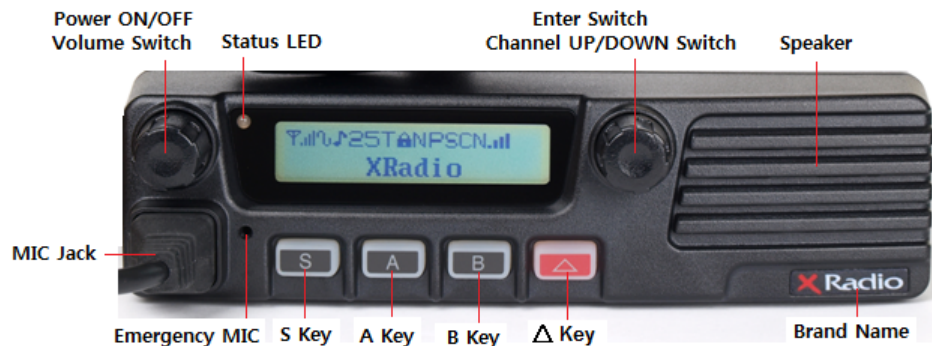 Power ON/OFF
Volume Switch
Status LED
Enter Switch
Channel UP/DOWN Switch
Speaker
25T NPSCN
XRadio
MIC Jack
S
A
B
△
X Radio
Emergency MIC
S Key
A Key
B Key
Δ Key
Brand Name